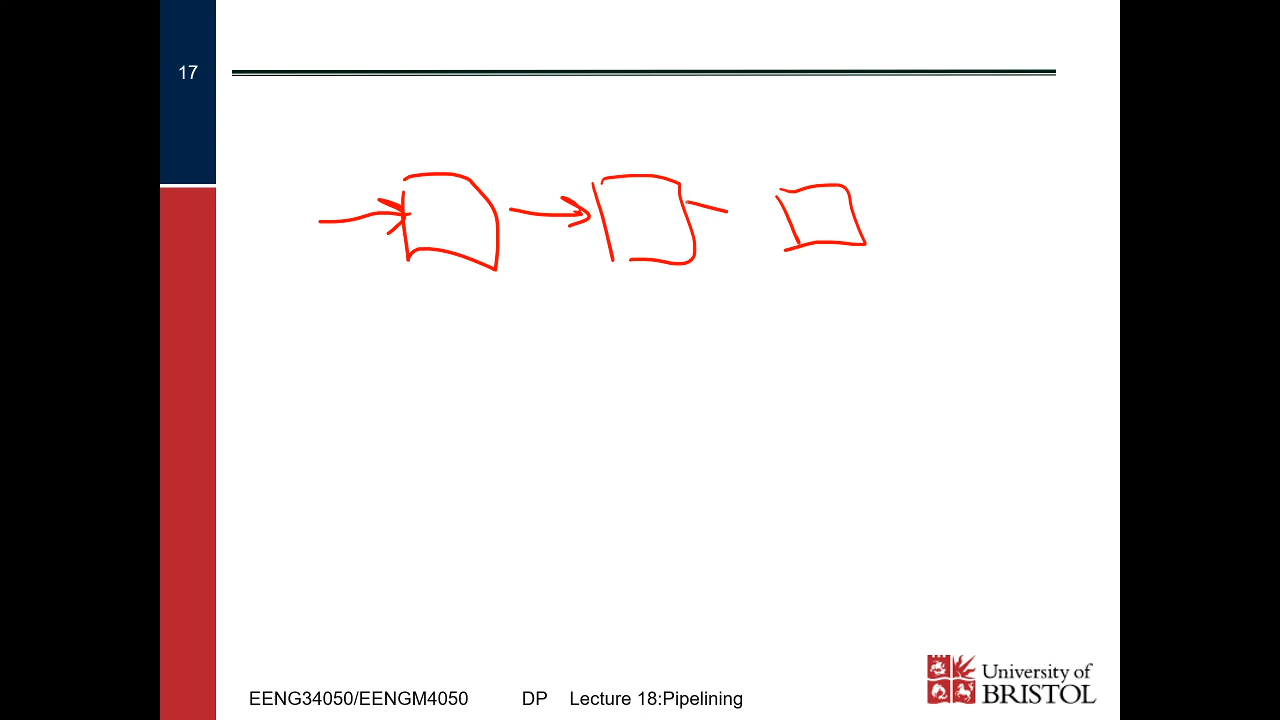 17
EENG34050/EENGM4050 DP Lecture 18:Pipelining
University of
BRISTOL